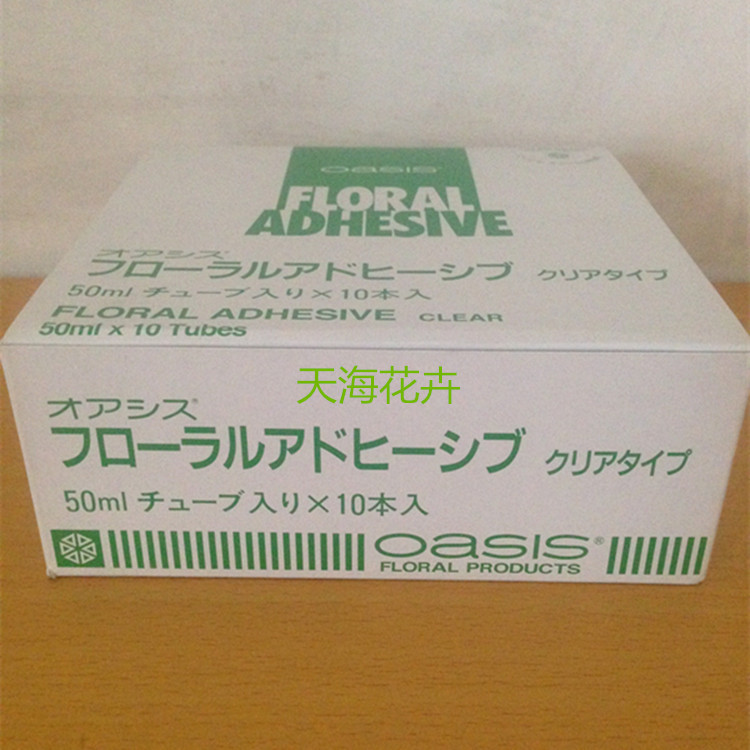 oasis
FLORAL
ADHESIVE
オアシス®
フローラルアドヒーシブ クリアタイプ
50ml チューブ入り×10本入
FLORAL ADHESIVE CLEAR
50ml x 10 Tubes
天海花卉
オアシス®
フローラルアドヒーシブ クリアタイプ
50ml チューブ入り×10本入
oasis®
FLORAL PRODUCTS